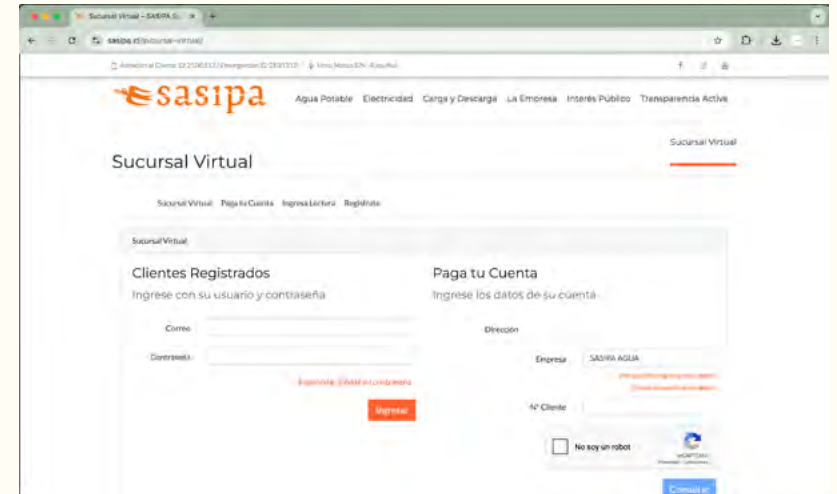 Sucursal Virtual – SASIPA S
sasipa.cl/sucursal-virtual/
sasipa
Agua Potable Electricidad Carga y Descarga La Empresa Interés Público Transparencia Activa
Sucursal Virtual
Sucursal Virtual
Sucursal Virtual Paga tu Cuenta Ingresa Lectura Regístrate
Sucursal Virtual
Clientes Registrados
Ingrese con su usuario y contraseña
Correo
Contraseña
Ingresar
Paga tu Cuenta
Ingrese los datos de su cuenta
Dirección
Empresa SASIPA AGUA
N° Cliente
No soy un robot
reCAPTCHA
Consultar